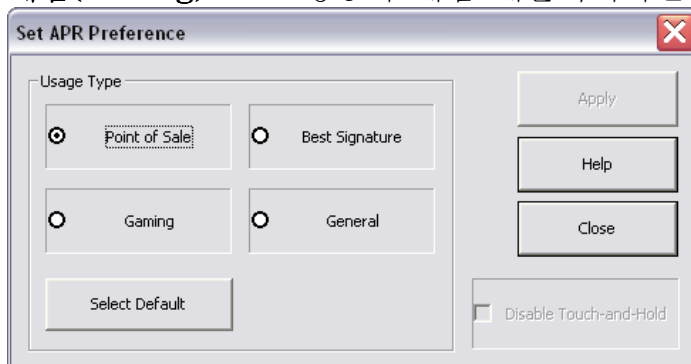 Set APR Preference
Usage Type
Point of Sale
Best Signature
Gaming
General
Select Default
Apply
Help
Close
Disable Touch-and-Hold